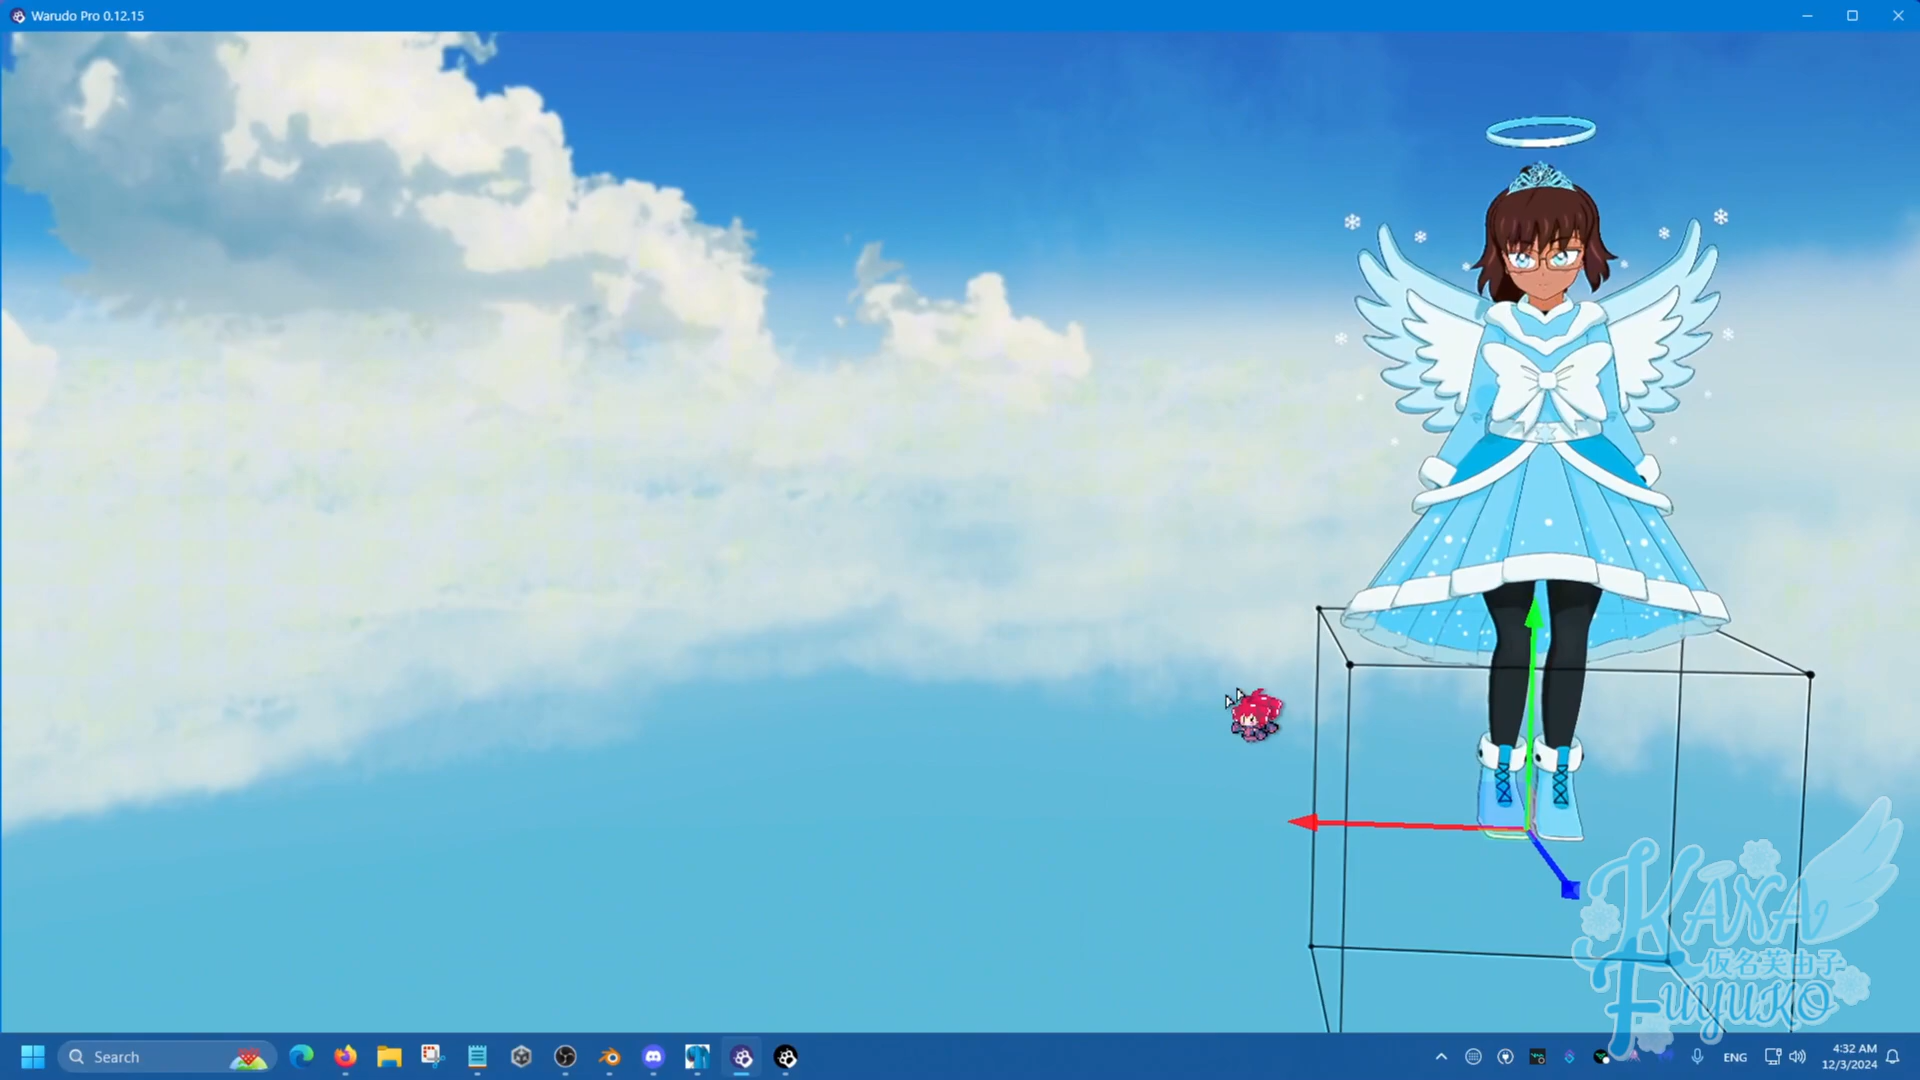 Warudo Pro 0.12.15
KANA
仮名芙由子
FUYUKO
Search
ENG
4:32 AM
12/3/2024